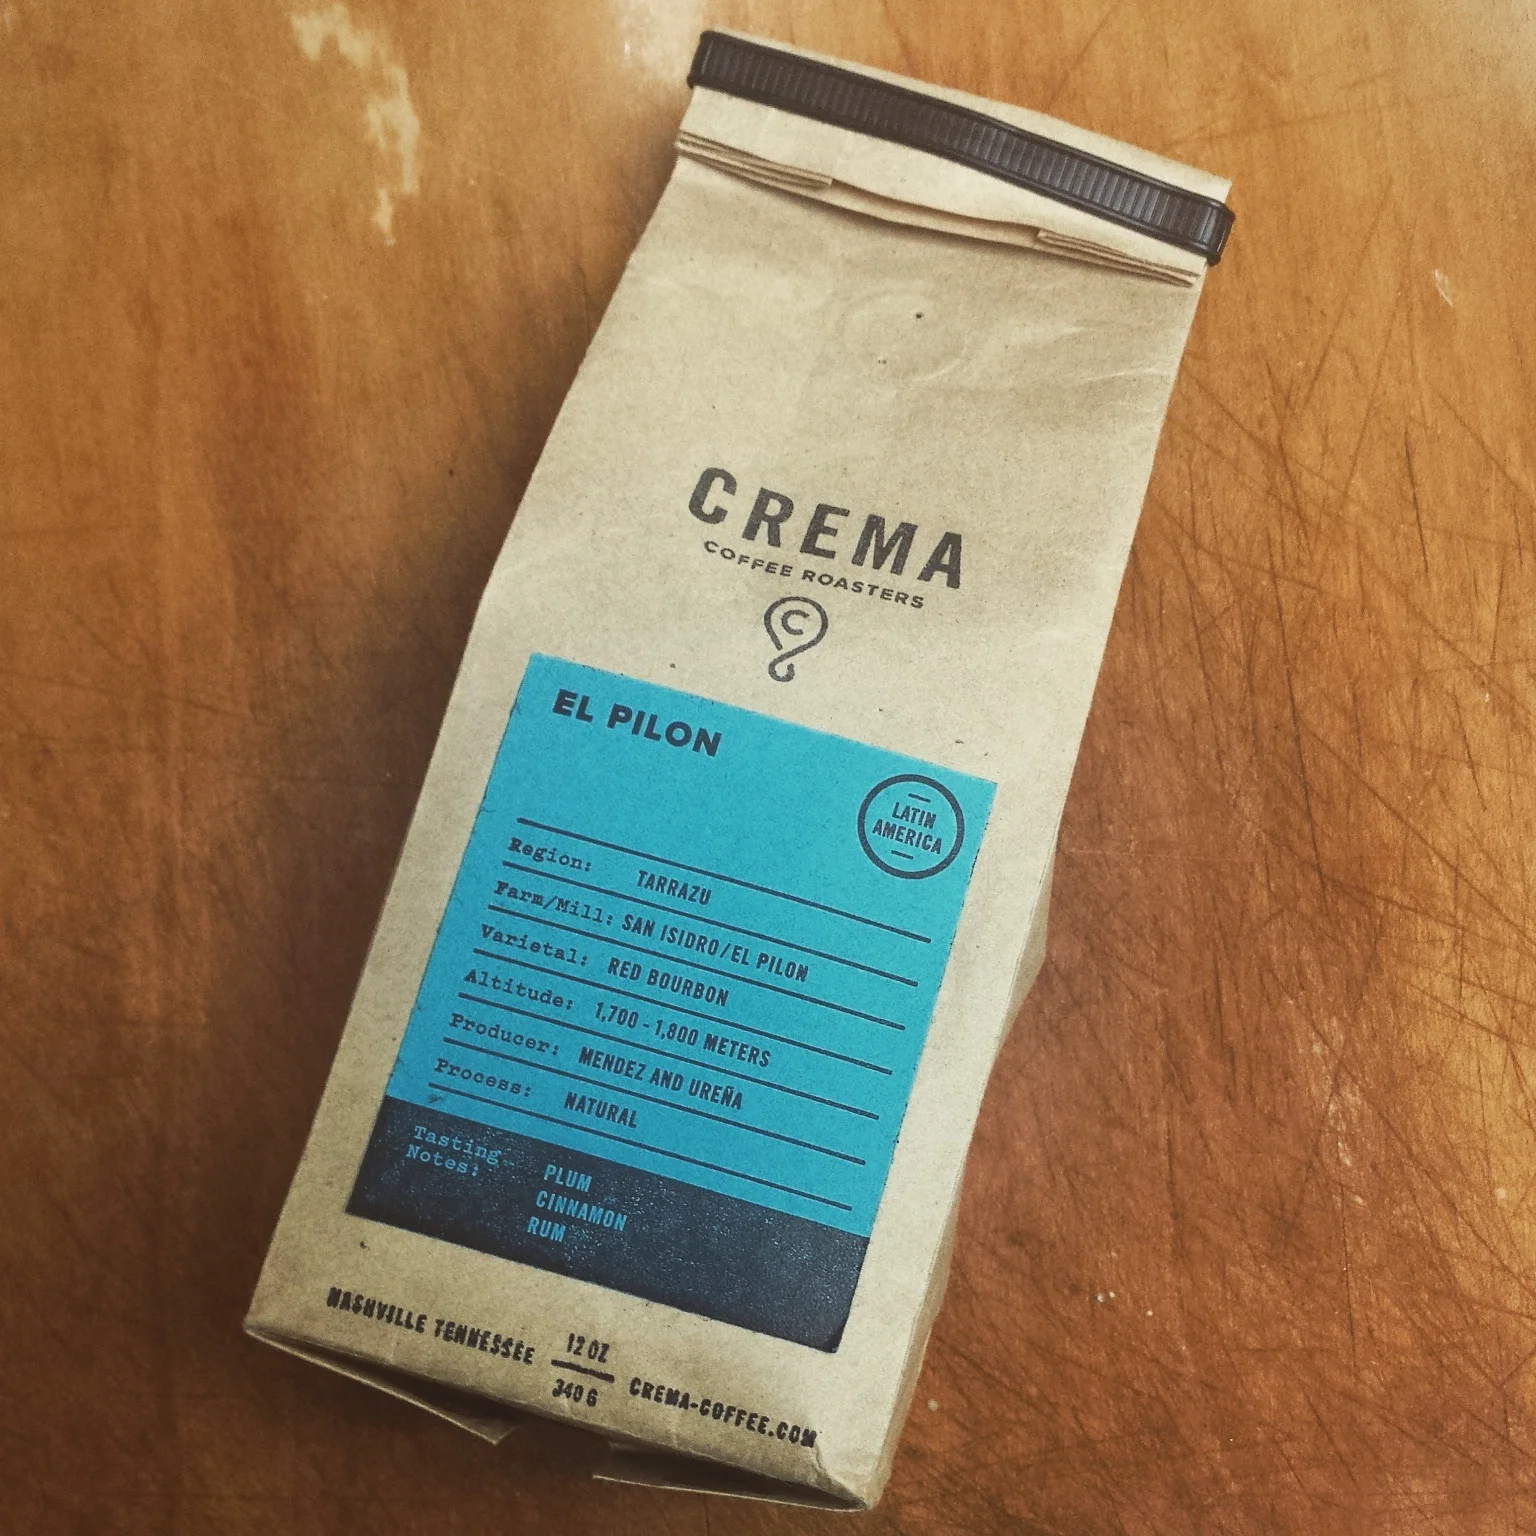 CREMA
COFFEE ROASTERS
C
EL PILON
LATIN
AMERICA
Region: TARRAZU
Farm/Mill: SAN ISIDRO/EL PILON
Varietal: RED BOURBON
Altitude: 1,700 - 1,800 METERS
Producer: MENDEZ AND UREÑA
Process: NATURAL
Tasting
Notes:
PLUM
CINNAMON
RUM
NASHVILLE TENNESSEE
12 OZ
340 G
CREMA-COFFEE.COM